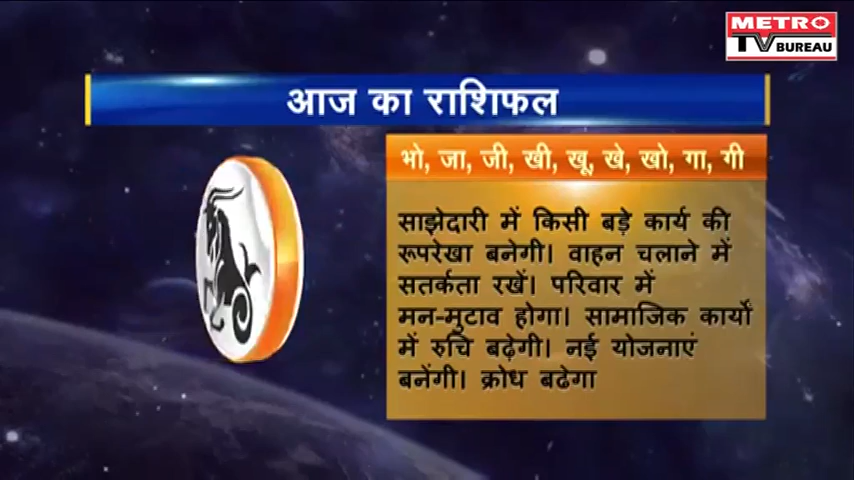 METRO
TV BUREAU
आज का राशिफल
भो, जा, जी, खी, खू, खे, खो, गा, गी
साझेदारी में किसी बड़े कार्य की
रूपरेखा बनेगी। वाहन चलाने में
सतर्कता रखें। परिवार में
मन-मुटाव होगा। सामाजिक कार्यों
में रुचि बढ़ेगी। नई योजनाएं
बनेंगी। क्रोध बढेगा